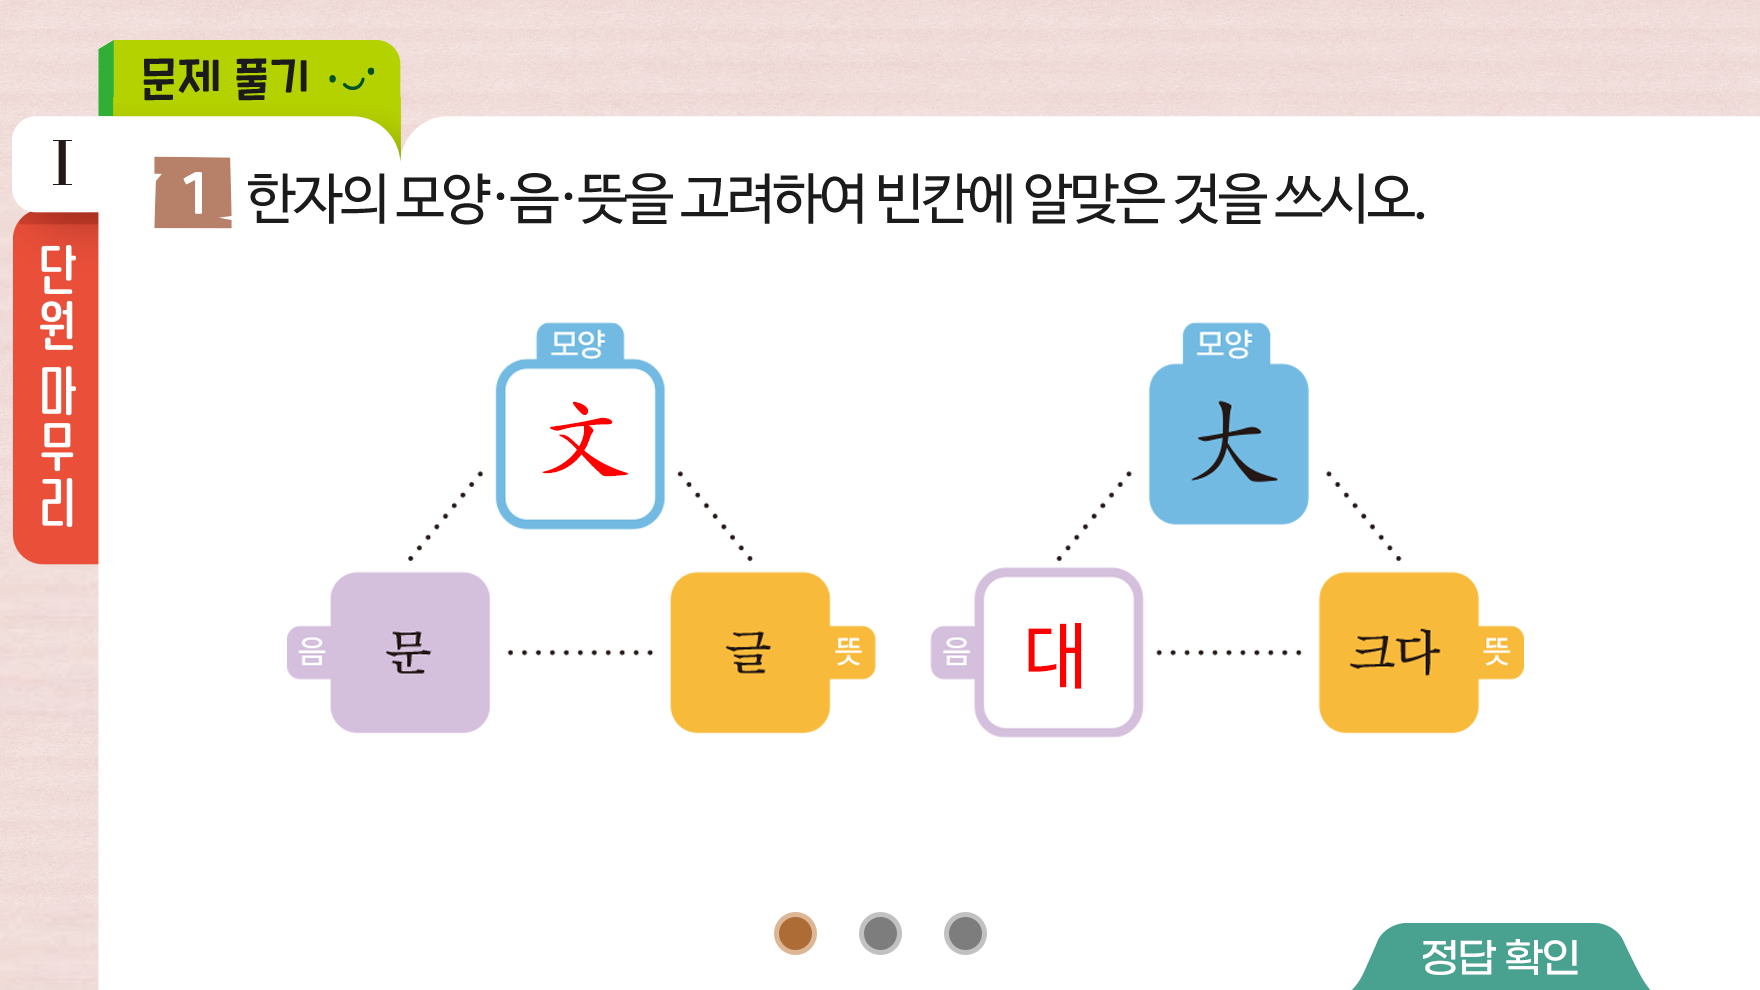 문제 풀기
I
단원 마무리
1 한자의 모양·음·뜻을 고려하여 빈칸에 알맞은 것을 쓰시오.
모양
文
음
문
글
뜻
모양
大
음
대
크다
뜻
정답 확인